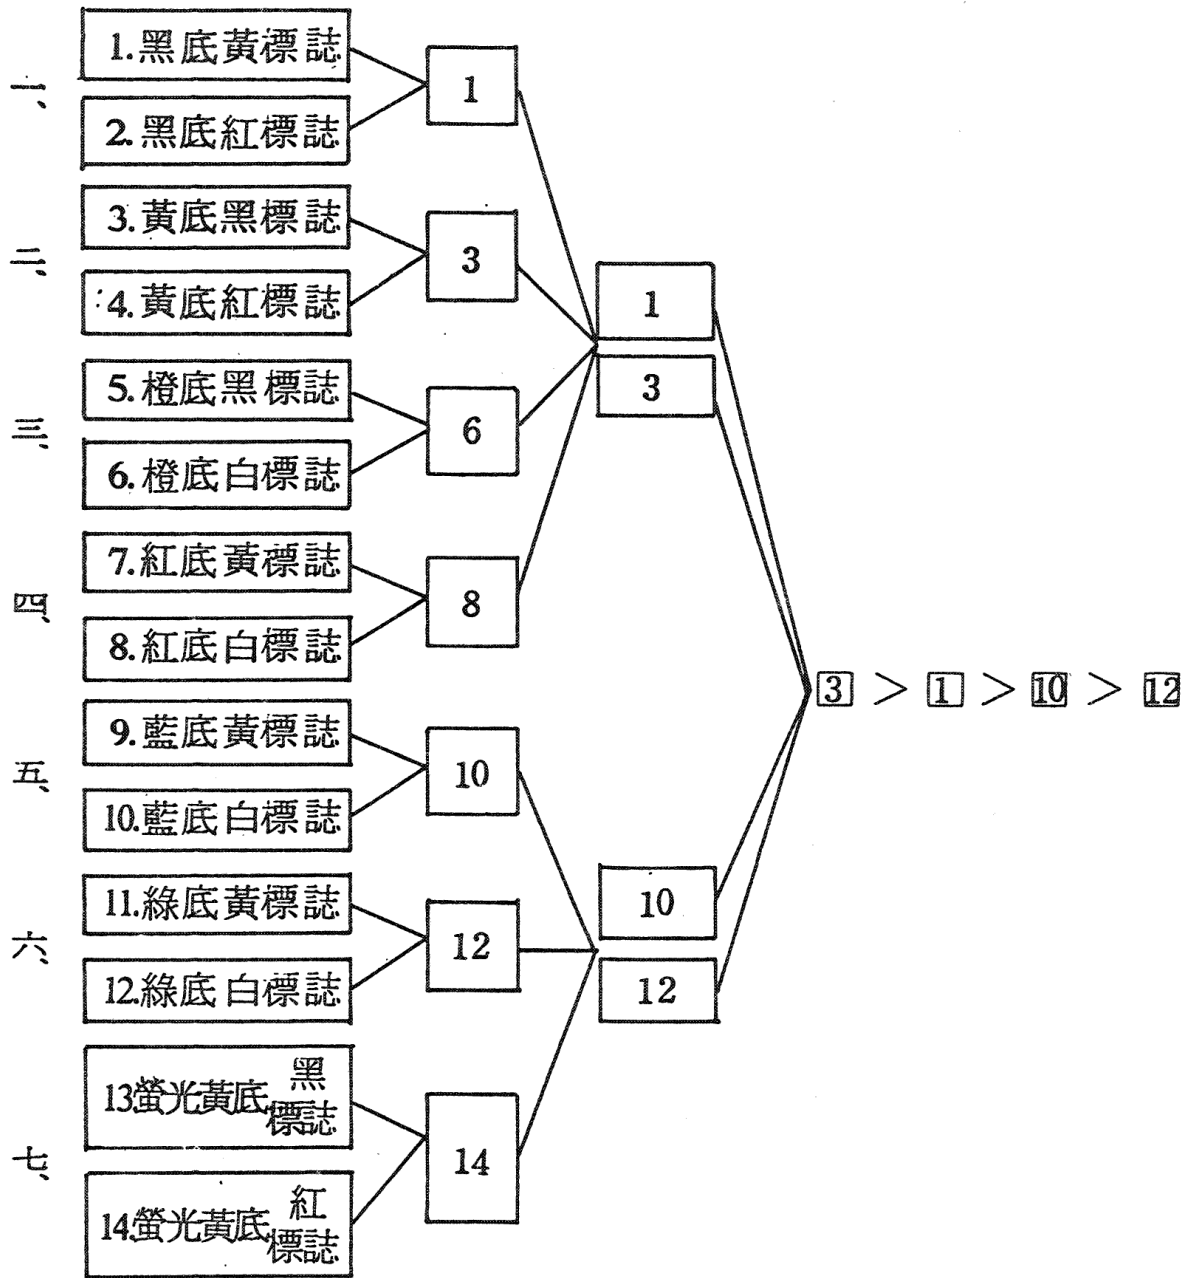 一、
1.黑底黃標誌
2.黑底紅標誌
1
二、
3.黃底黑標誌
4.黃底紅標誌
3
三、
5.橙底黑標誌
6.橙底白標誌
6
四、
7.紅底黃標誌
8.紅底白標誌
8
五、
9.藍底黃標誌
10.藍底白標誌
10
六、
11.綠底黃標誌
12.綠底白標誌
12
七、
13.螢光黃底黑標誌
14.螢光黃底紅標誌
14
1
3
10
12
3 > 1 > 10 > 12